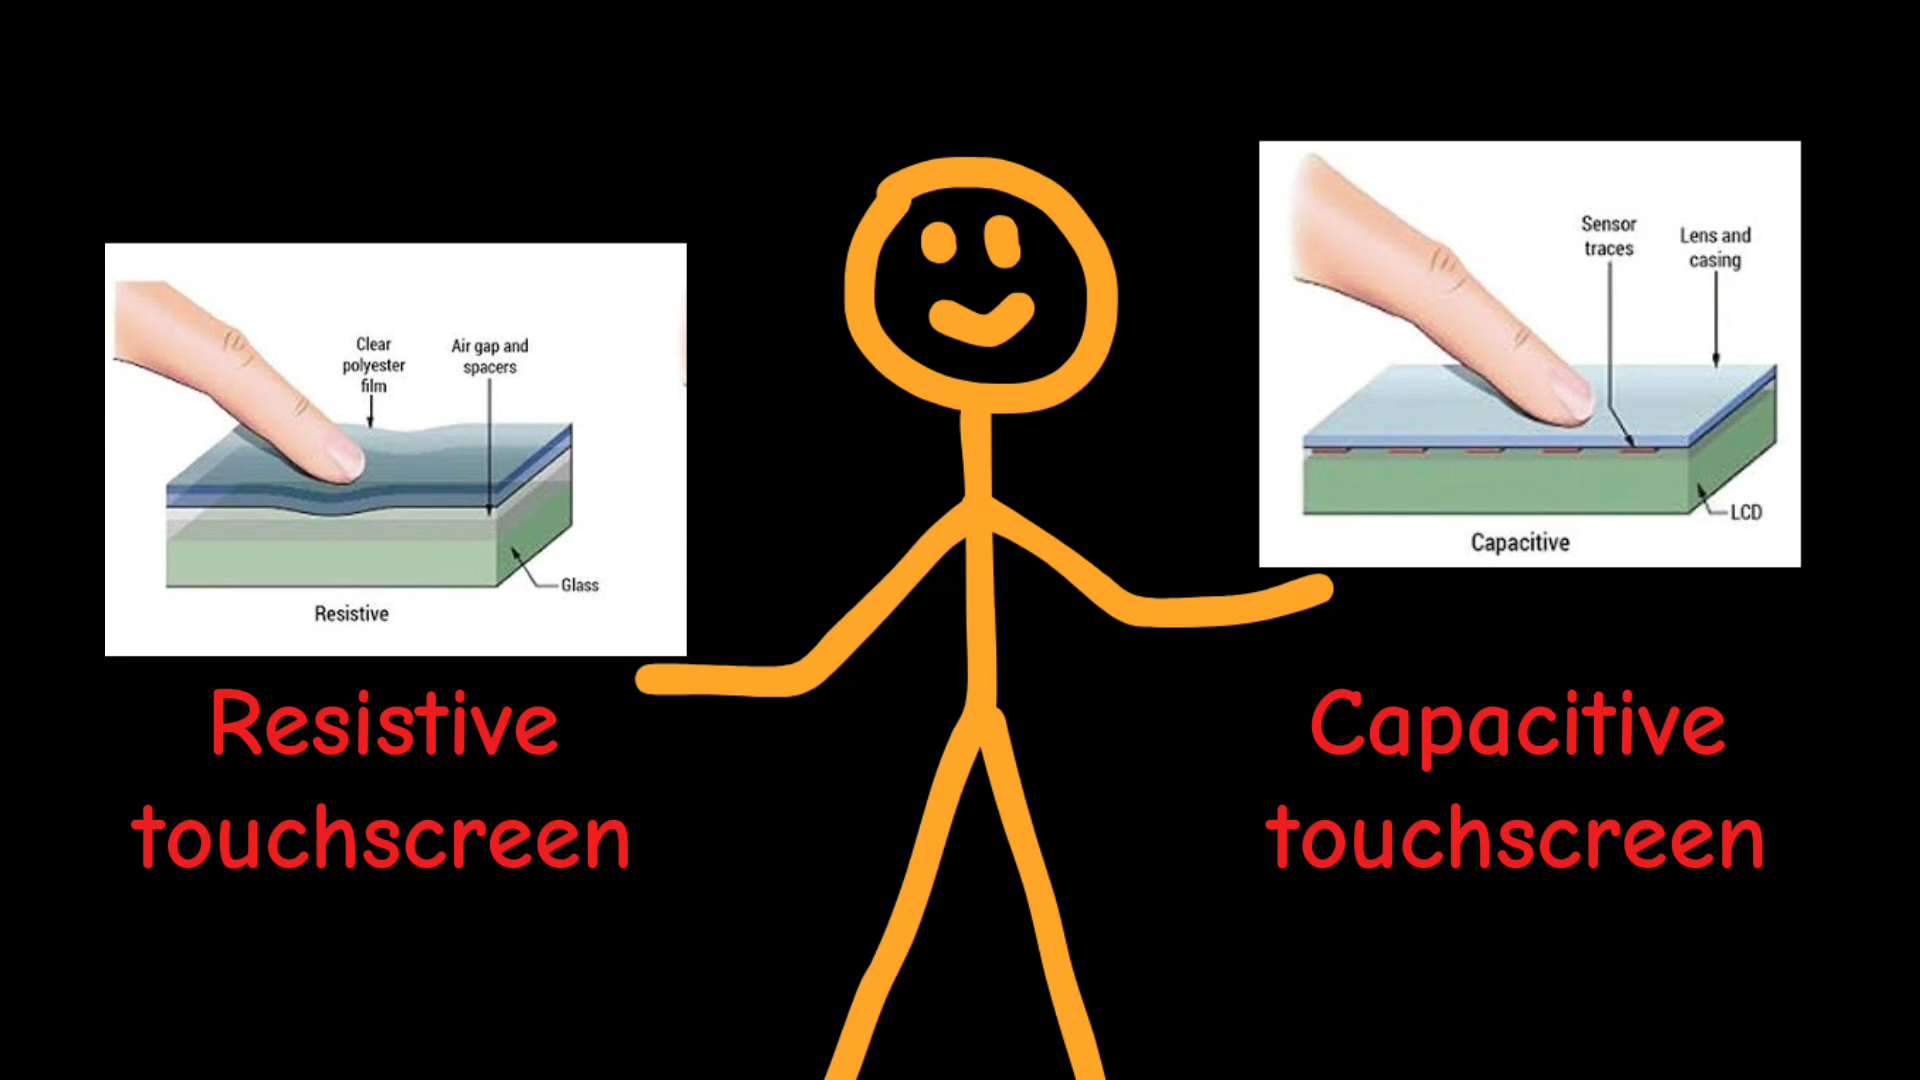 Clear
polyester
film
Air gap and
spacers
Glass
Resistive
Resistive
touchscreen
Sensor
traces
Lens and
casing
LCD
Capacitive
Capacitive
touchscreen